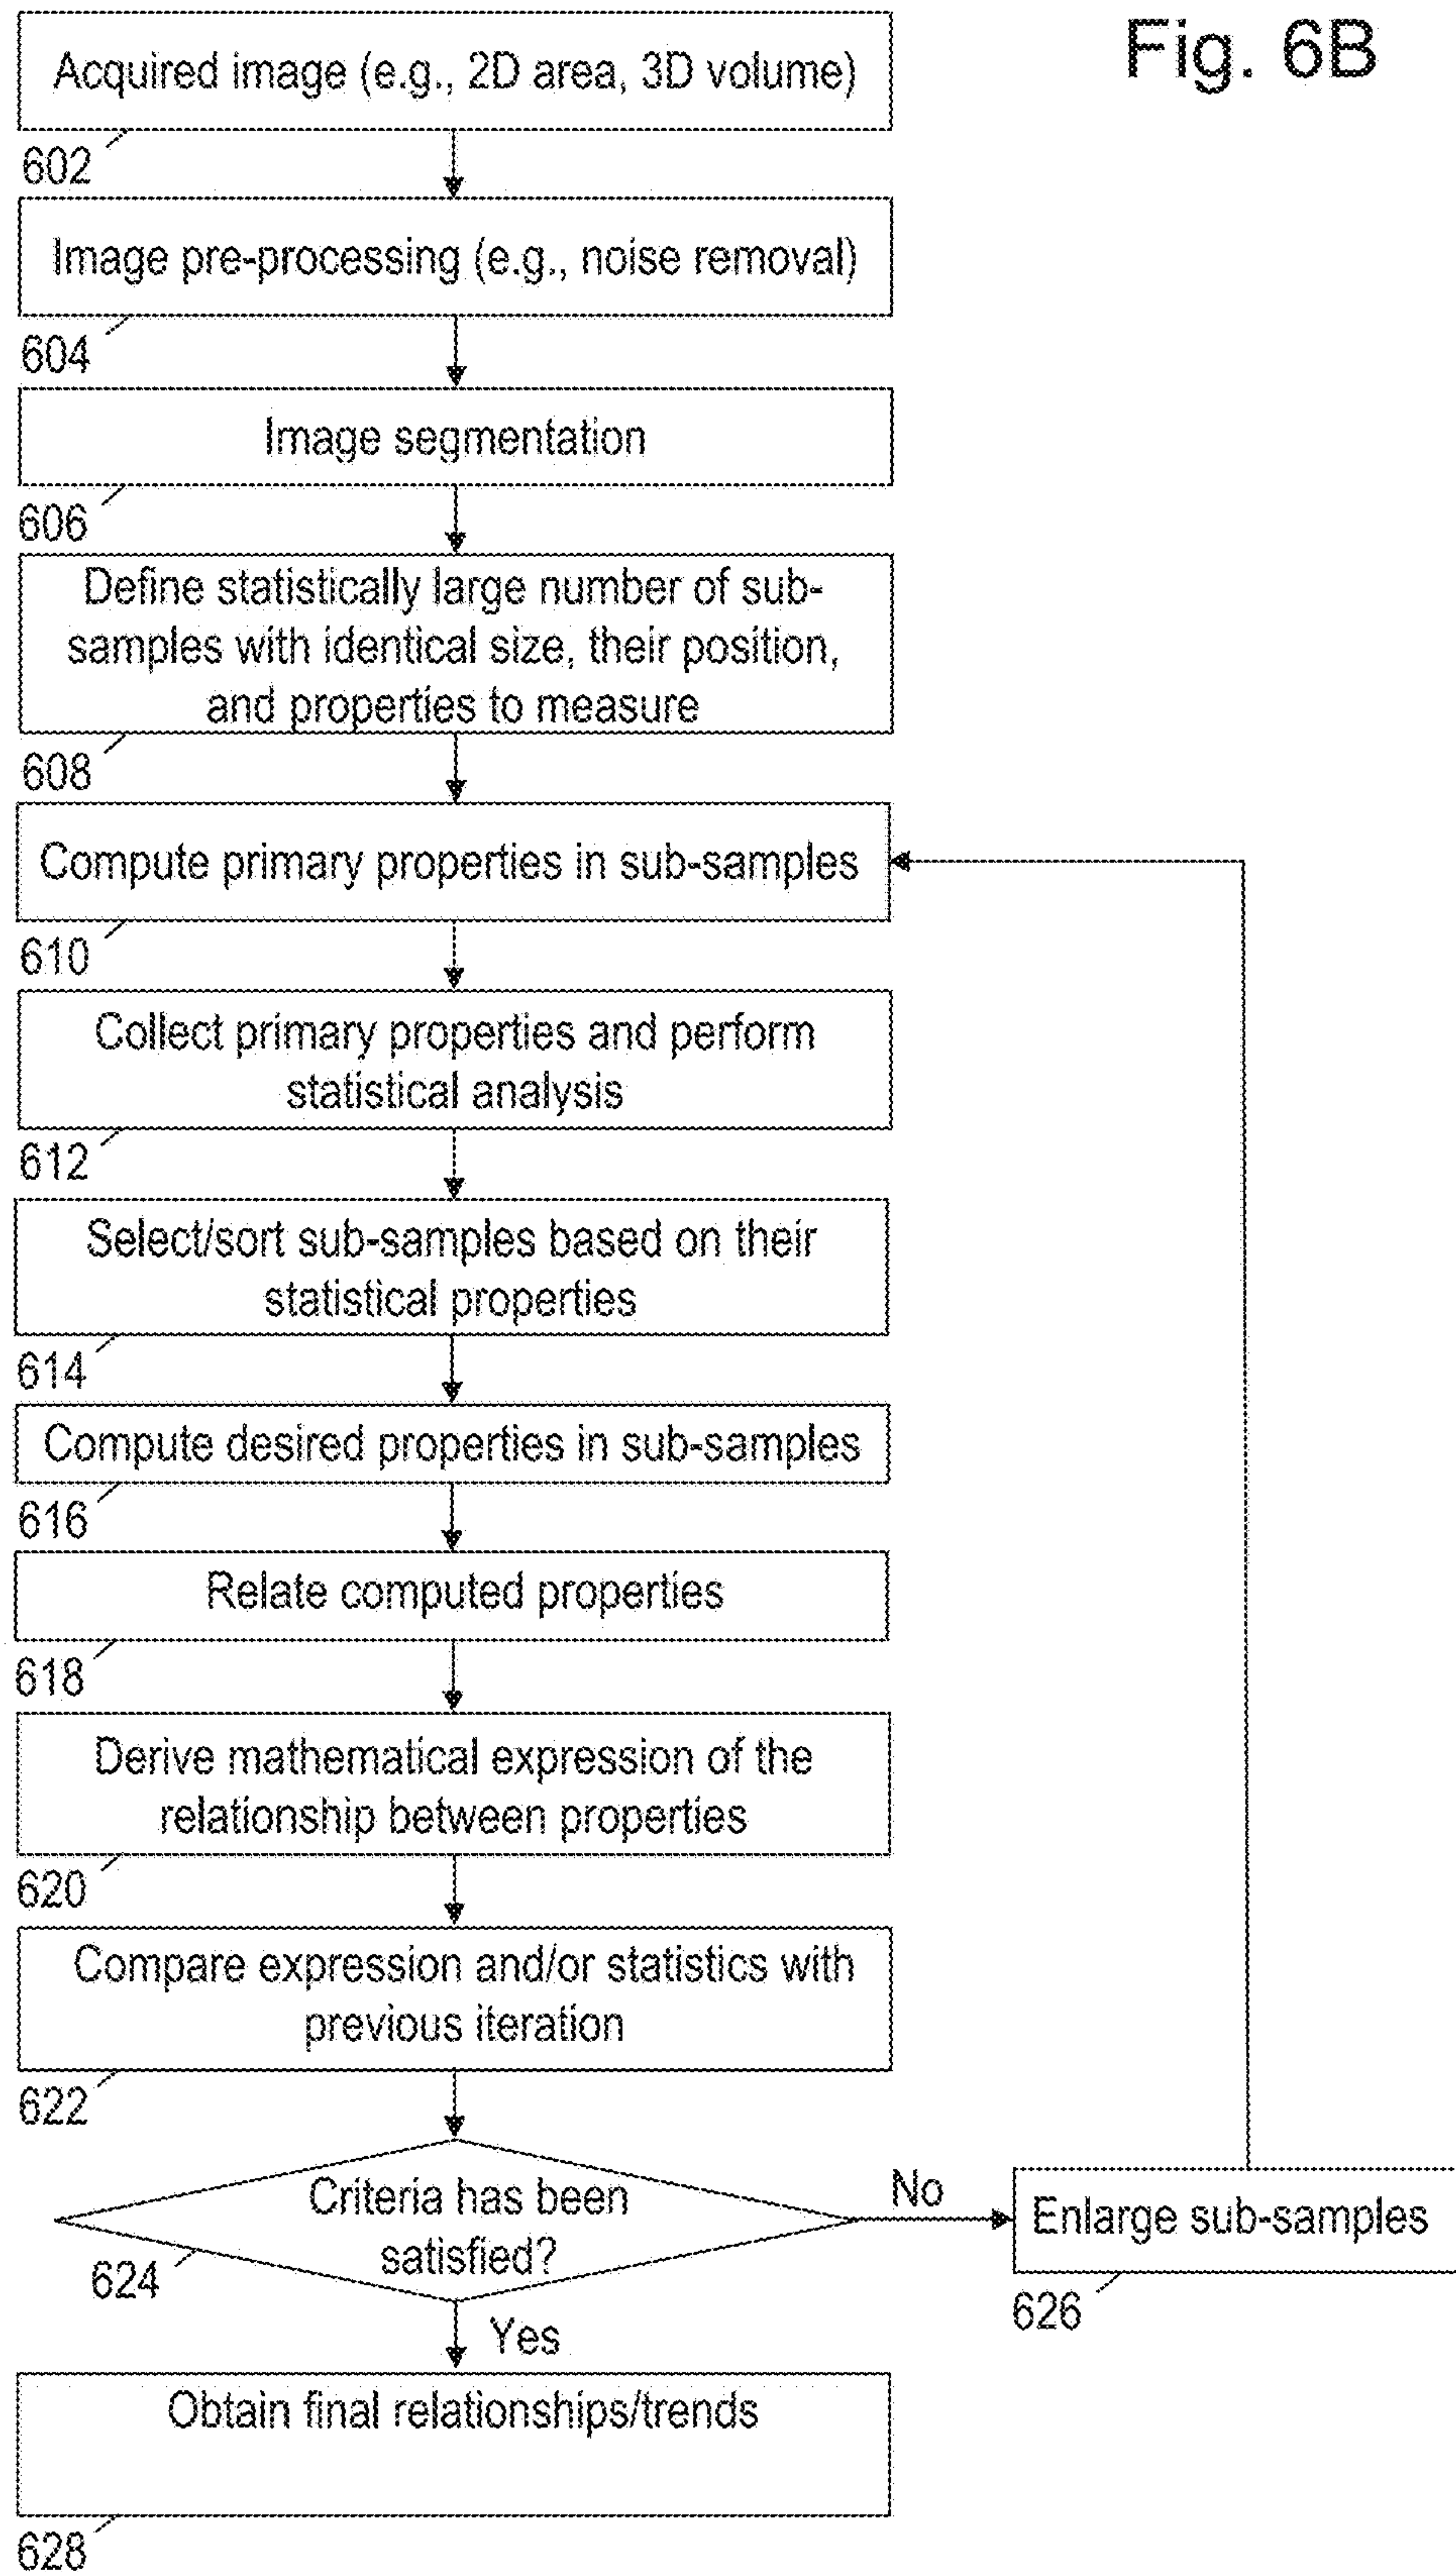 Fig. 6B
Acquired image (e.g., 2D area, 3D volume)
602
Image pre-processing (e.g., noise removal)
604
Image segmentation
606
Define statistically large number of sub-
samples with identical size, their position,
and properties to measure
608
Compute primary properties in sub-samples
610
Collect primary properties and perform
statistical analysis
612
Select/sort sub-samples based on their
statistical properties
614
Compute desired properties in sub-samples
616
Relate computed properties
618
Derive mathematical expression of the
relationship between properties
620
Compare expression and/or statistics with
previous iteration
622
Criteria has been
satisfied?
624
No
Enlarge sub-samples
626
Yes
Obtain final relationships/trends
628